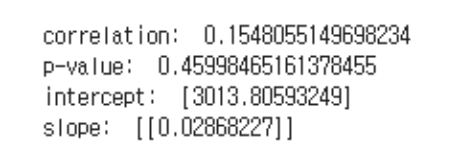 correlation: 0.1548055149698234
p-value: 0.45998465161378455
intercept: [3013.80593249]
slope: [[0.02868227]]